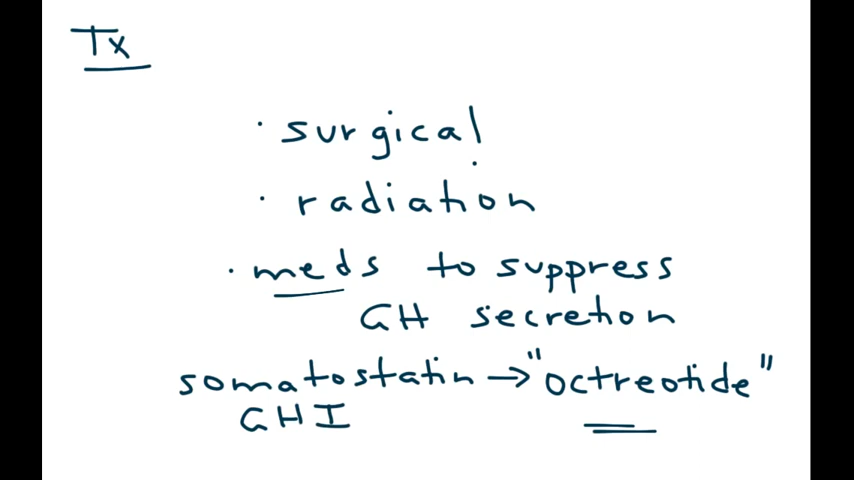 Tx
· surgical
· radiation
· meds to suppress
GH secretion
somatostatin → "octreotide"
GHI